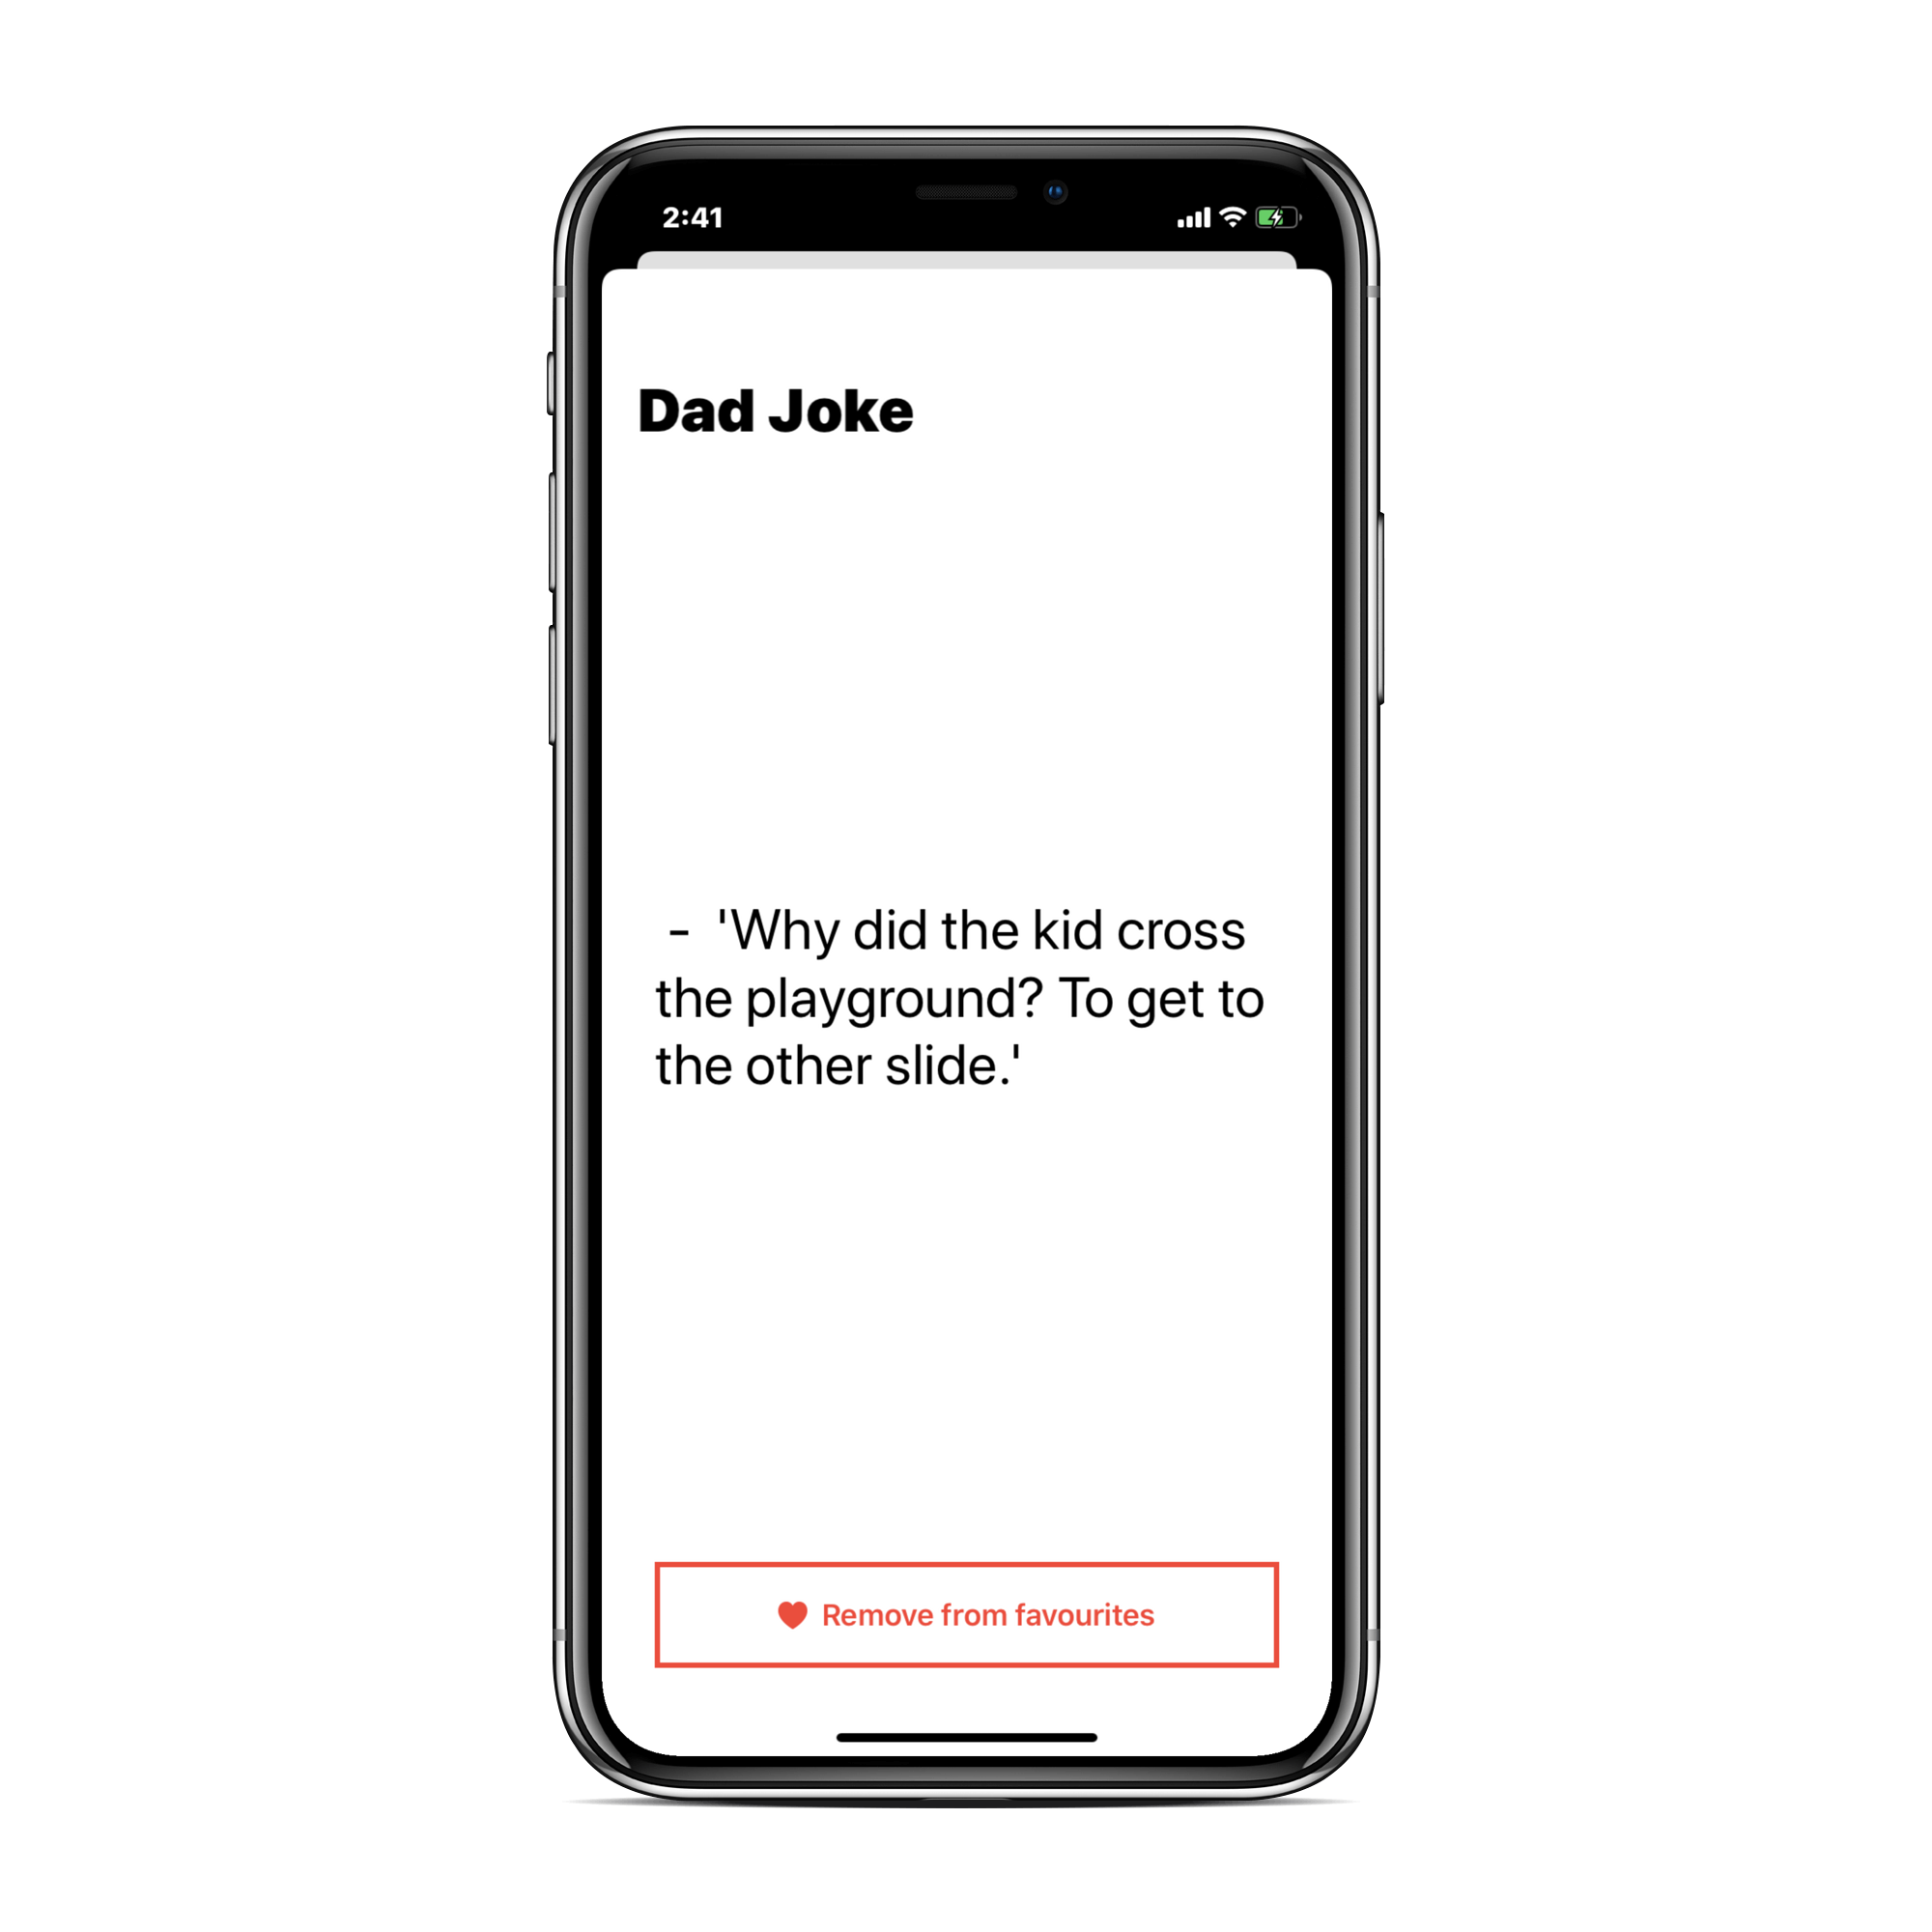 2:41
Dad Joke
- 'Why did the kid cross
the playground? To get to
the other slide.'
Remove from favourites